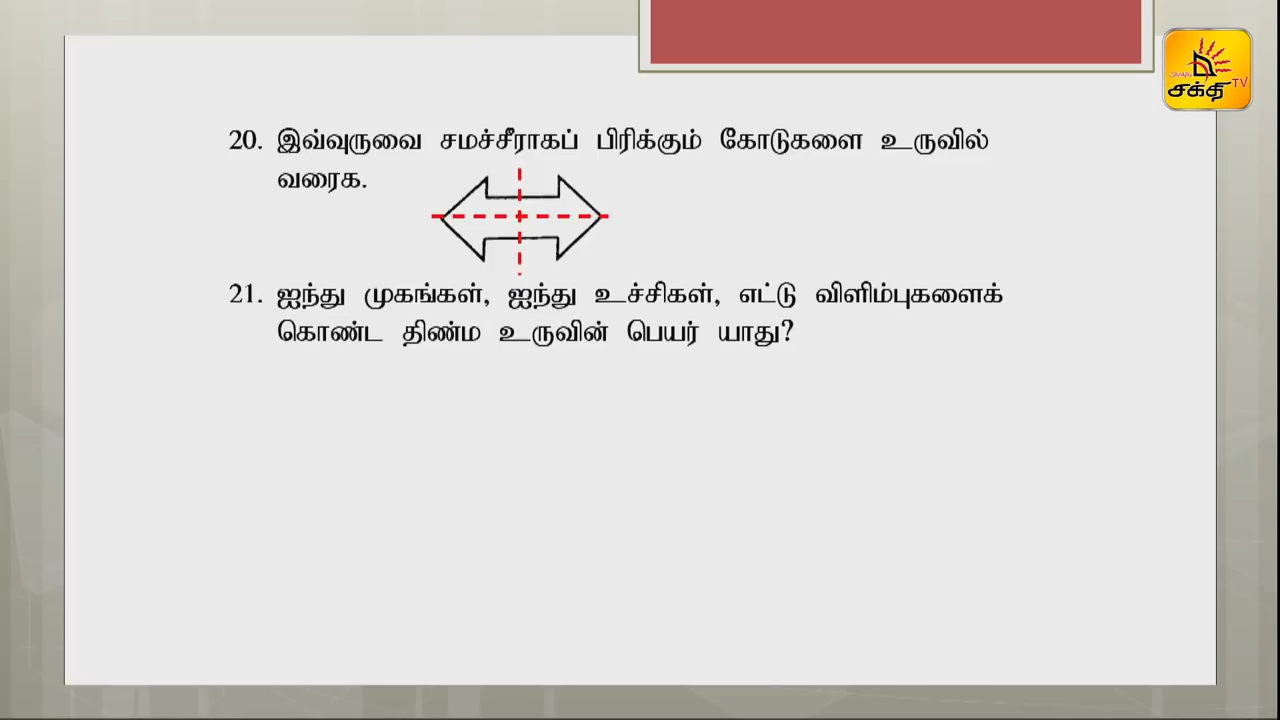 சக்தி TV
20. இவ்வுருவை சமச்சீராகப் பிரிக்கும் கோடுகளை உருவில்
வரைக.
21. ஐந்து முகங்கள், ஐந்து உச்சிகள், எட்டு விளிம்புகளைக்
கொண்ட திண்ம உருவின் பெயர் யாது?